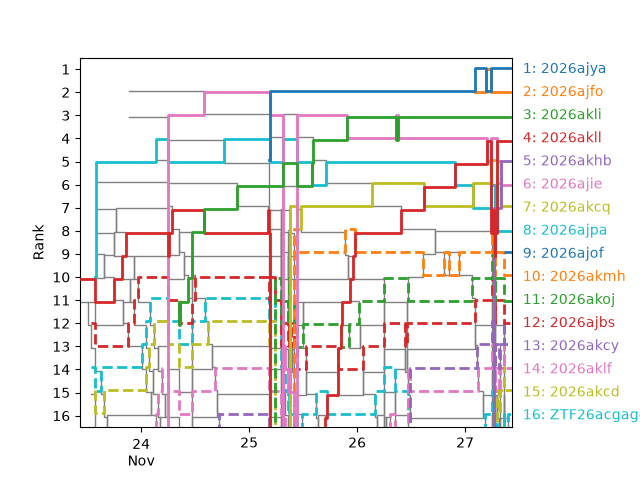 1
2
3
4
5
6
7
8
9
10
11
12
13
14
15
16
Rank
24
25
26
27
Nov
1: 2026ajya
2: 2026ajfo
3: 2026akli
4: 2026akll
5: 2026akhb
6: 2026ajie
7: 2026akcq
8: 2026ajpa
9: 2026ajof
10: 2026akmh
11: 2026akoj
12: 2026ajbs
13: 2026akcy
14: 2026aklf
15: 2026akcd
16: ZTF26acgag